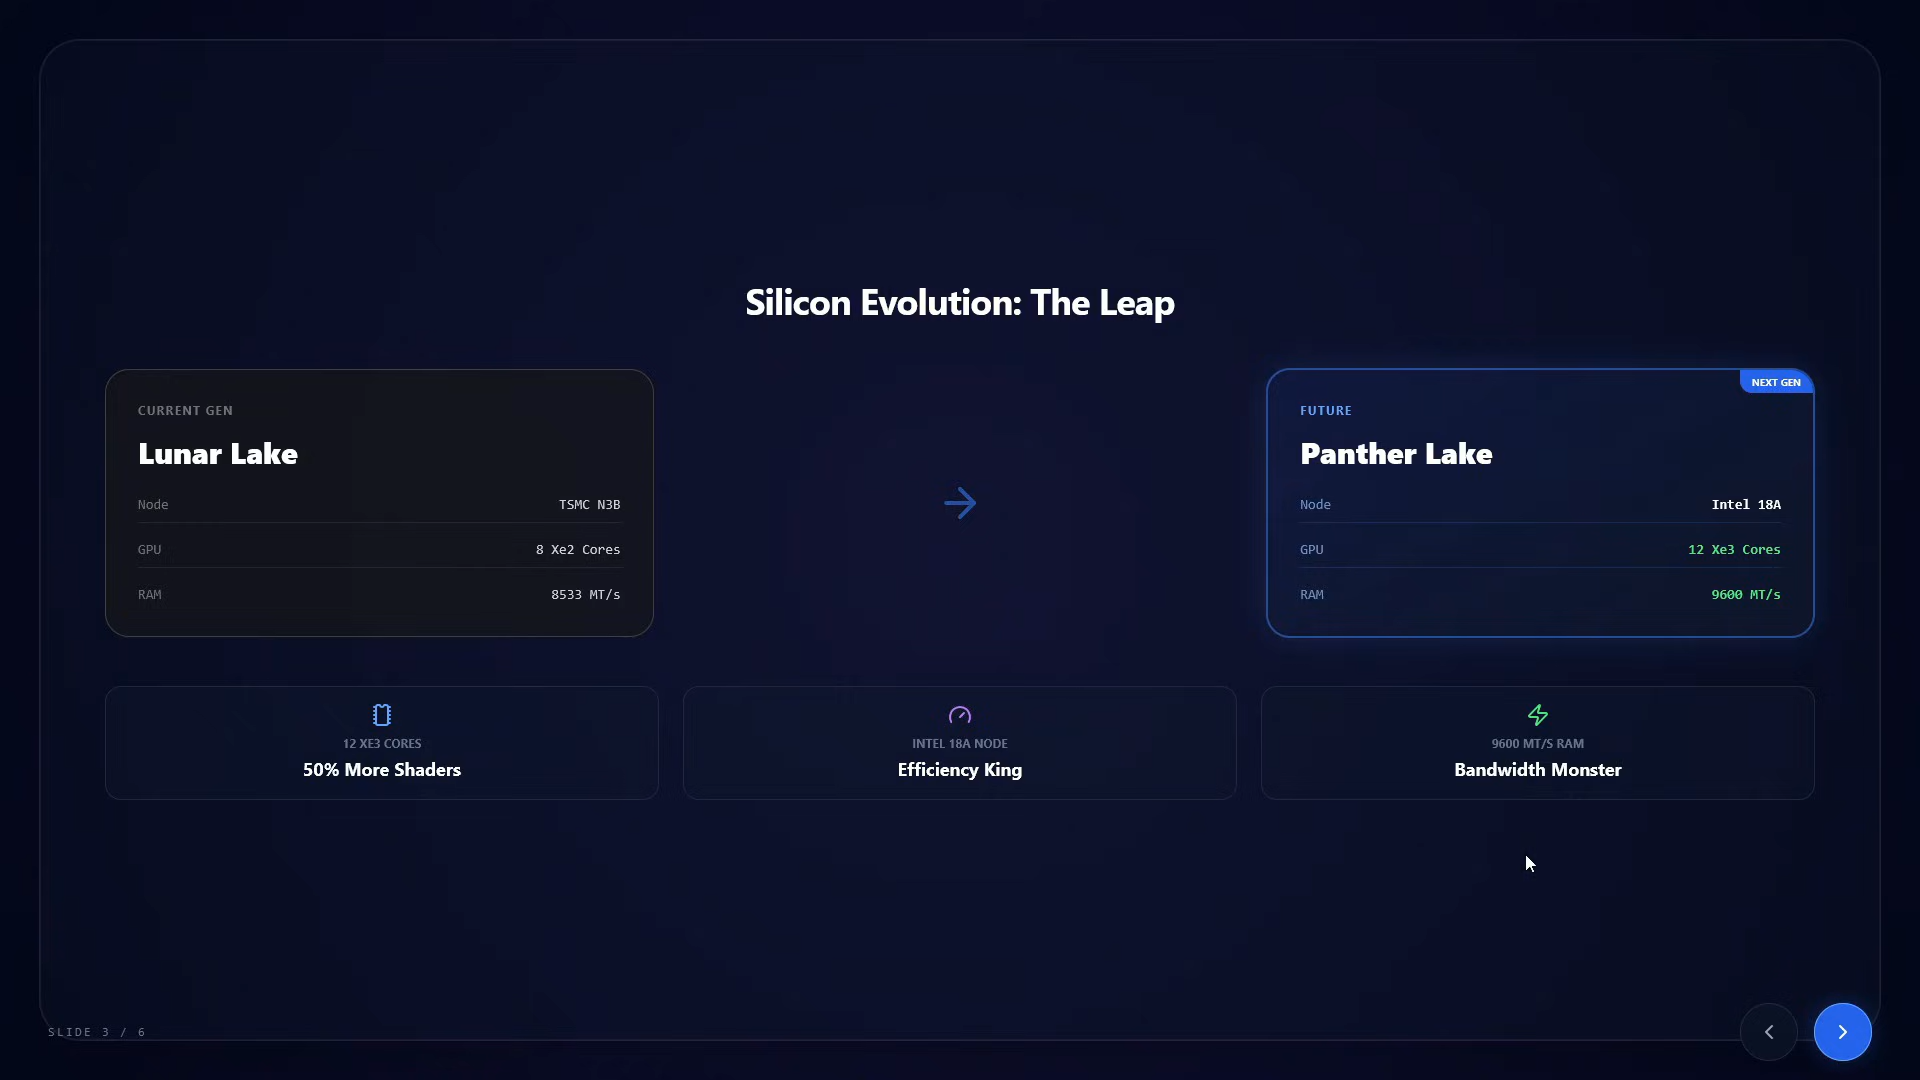 Silicon Evolution: The Leap
CURRENT GEN
Lunar Lake
Node TSMC N3B
GPU 8 Xe2 Cores
RAM 8533 MT/s
NEXT GEN
FUTURE
Panther Lake
Node Intel 18A
GPU 12 Xe3 Cores
RAM 9600 MT/s
12 XE3 CORES
50% More Shaders
INTEL 18A NODE
Efficiency King
9600 MT/S RAM
Bandwidth Monster
SLIDE 3 / 6